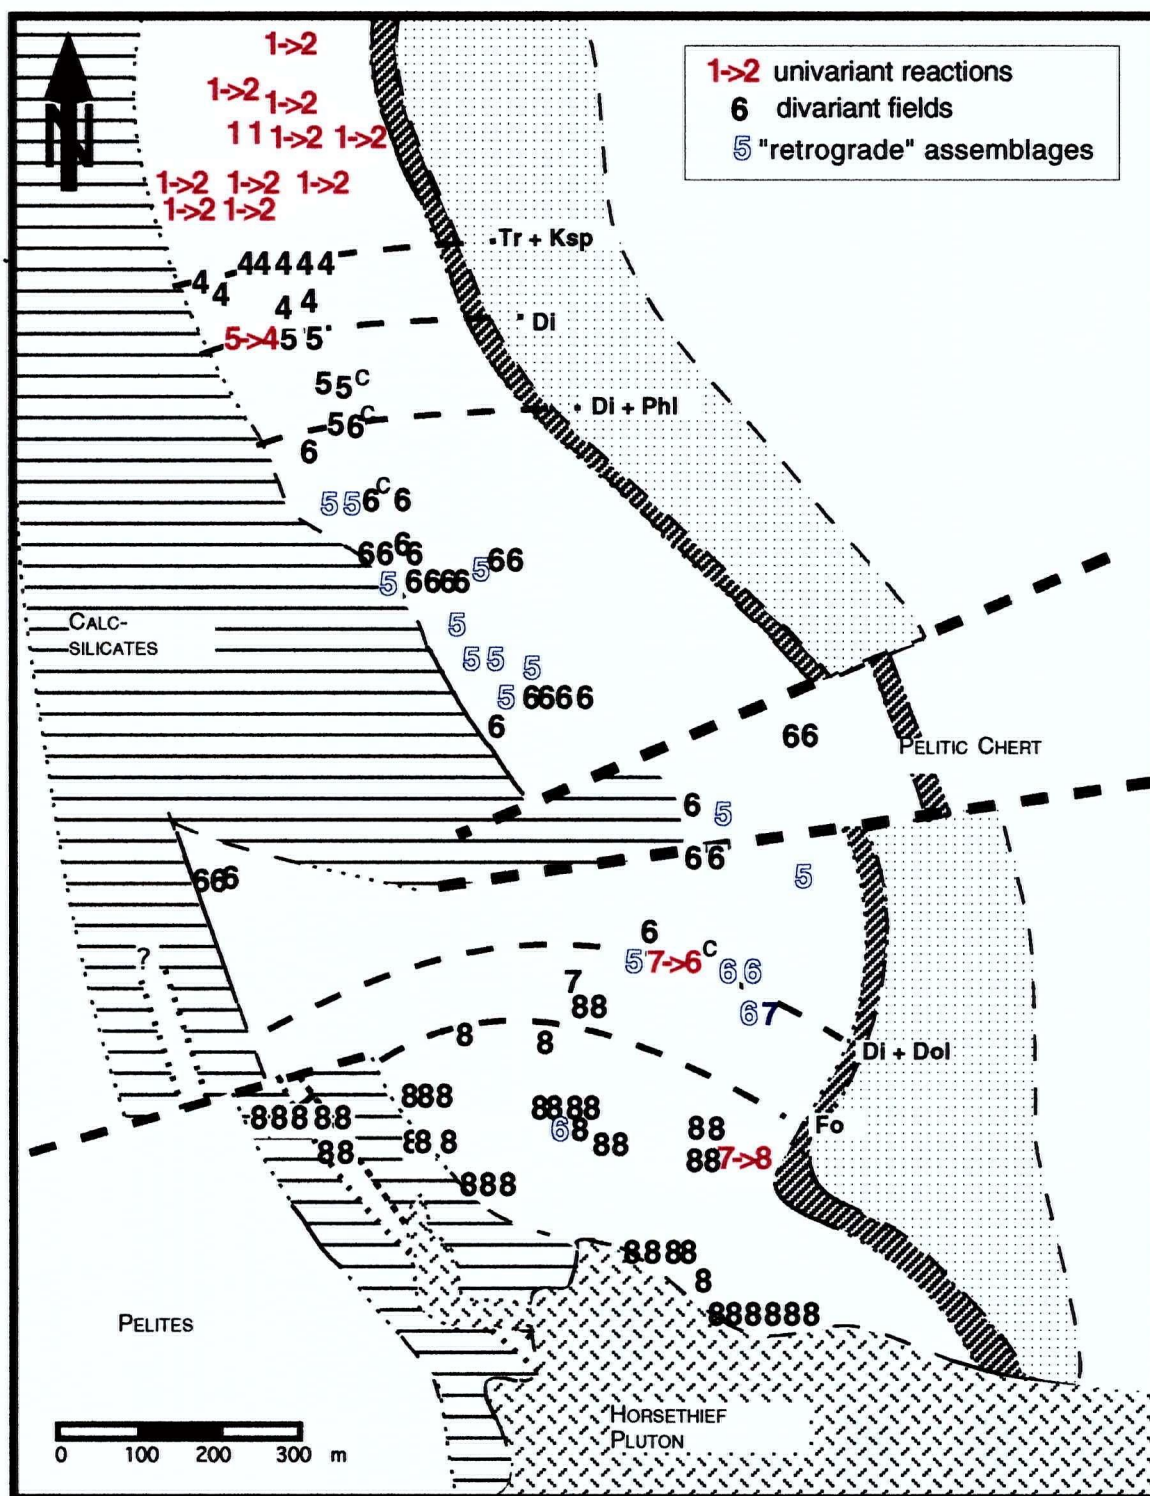 1->2
1->2 univariant reactions
6 divariant fields
5 "retrograde" assemblages
N
1->2
1->2
1 1 1->2 1->2
1->2 1->2 1->2
1->2 1->2
Tr + Ksp
4 4 4 4 4
4
4
4 4
Di
5->4 5 5
5 5 C
Di + Phl
5 6 C
6
5 5 6 C 6
6 6 6 6
5 6 6
5 6 6 6 6
CALC-
SILICATES
5
5 5 5
5 6 6 6 6
6
6 6
PELITIC CHERT
6 5
6 6
6 6 6
5
6
?
5 7->6 C 6 6
7
8 8
6 7
8
8
Di + Dol
8 8 8
8 8 8 8
8 8 8 8 8
6 8
8 8
Fo
8 8
8 8 8
8 8
8 8 7->8
8 8 8
8 8 8 8
8
8 8 8 8 8 8
PELITES
HORSETHIEF
PLUTON
0 100 200 300 m